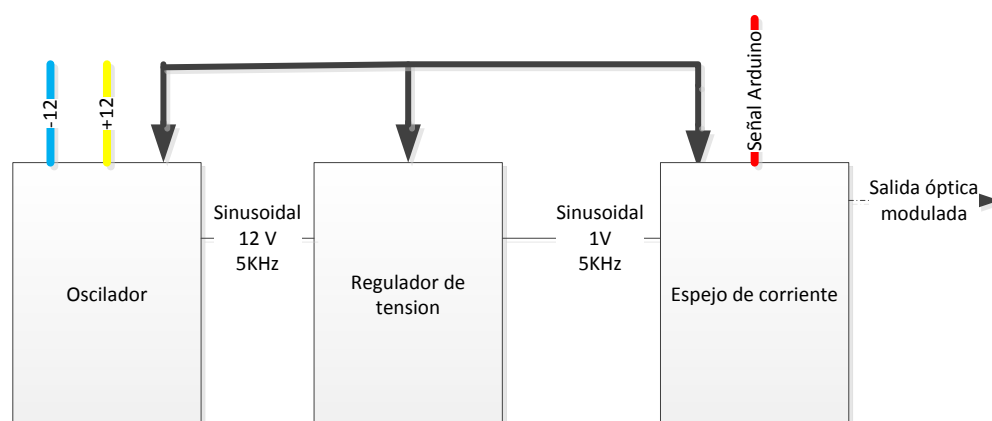 -12
+12
Señal Arduino
Oscilador
Sinusoidal
12 V
5KHz
Regulador de
tension
Sinusoidal
1V
5KHz
Espejo de corriente
Salida óptica
modulada